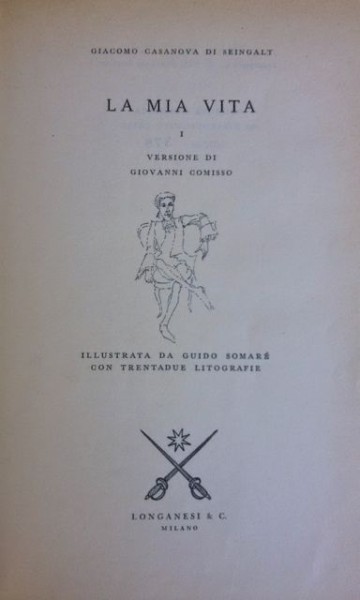 GIACOMO CASANOVA DI SEINGALT
LA MIA VITA
I
VERSIONE DI
GIOVANNI COMISSO
ILLUSTRATA DA GUIDO SOMARÉ
CON TRENTADUE LITOGRAFIE
LONGANESI & C.
MILANO